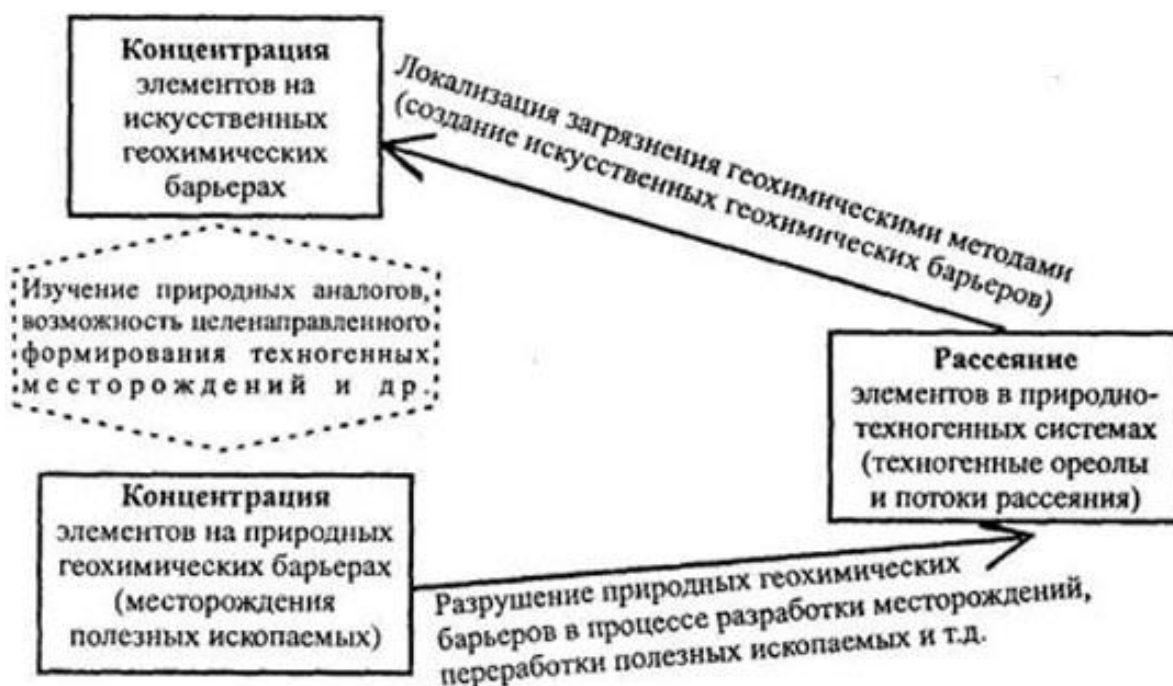 Концентрация
элементов на
искусственных
геохимических
барьерах
Локализация загрязнения геохимическими методами
(создание искусственных геохимических барьеров)
Изучение природных аналогов,
возможность целенаправленного
формирования техногенных
месторождений и др.
Рассеяние
элементов в природно-
техногенных системах
(техногенные ореолы
и потоки рассеяния)
Концентрация
элементов на природных
геохимических барьерах
(месторождения
полезных ископаемых)
Разрушение природных геохимических
барьеров в процессе разработки месторождений,
переработки полезных ископаемых и т.д.